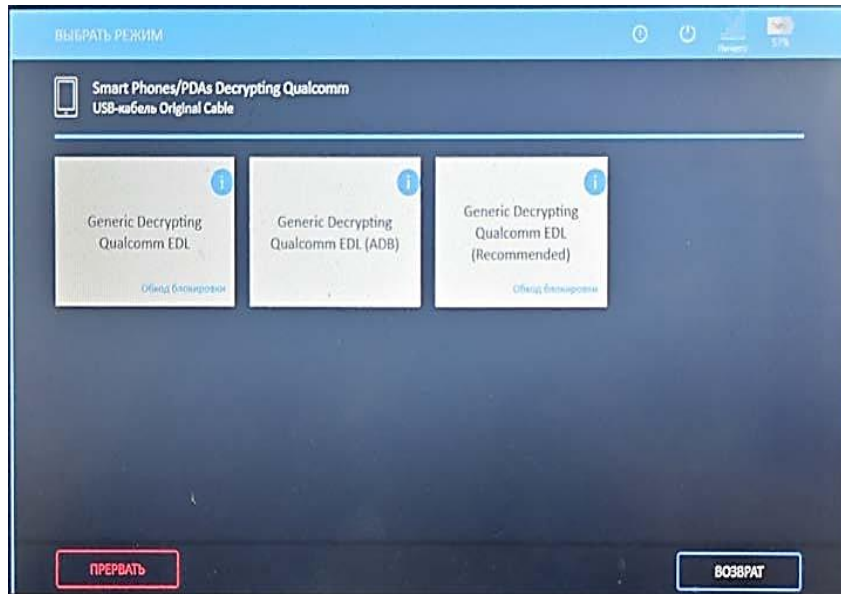 ВЫБРАТЬ РЕЖИМ
57%
Smart Phones/PDAs Decrypting Qualcomm
USB-кабель Original Cable
Generic Decrypting
Qualcomm EDL
Обход блокировки
Generic Decrypting
Qualcomm EDL (ADB)
Generic Decrypting
Qualcomm EDL
(Recommended)
Обход блокировки
ПРЕРВАТЬ
ВОЗВРАТ